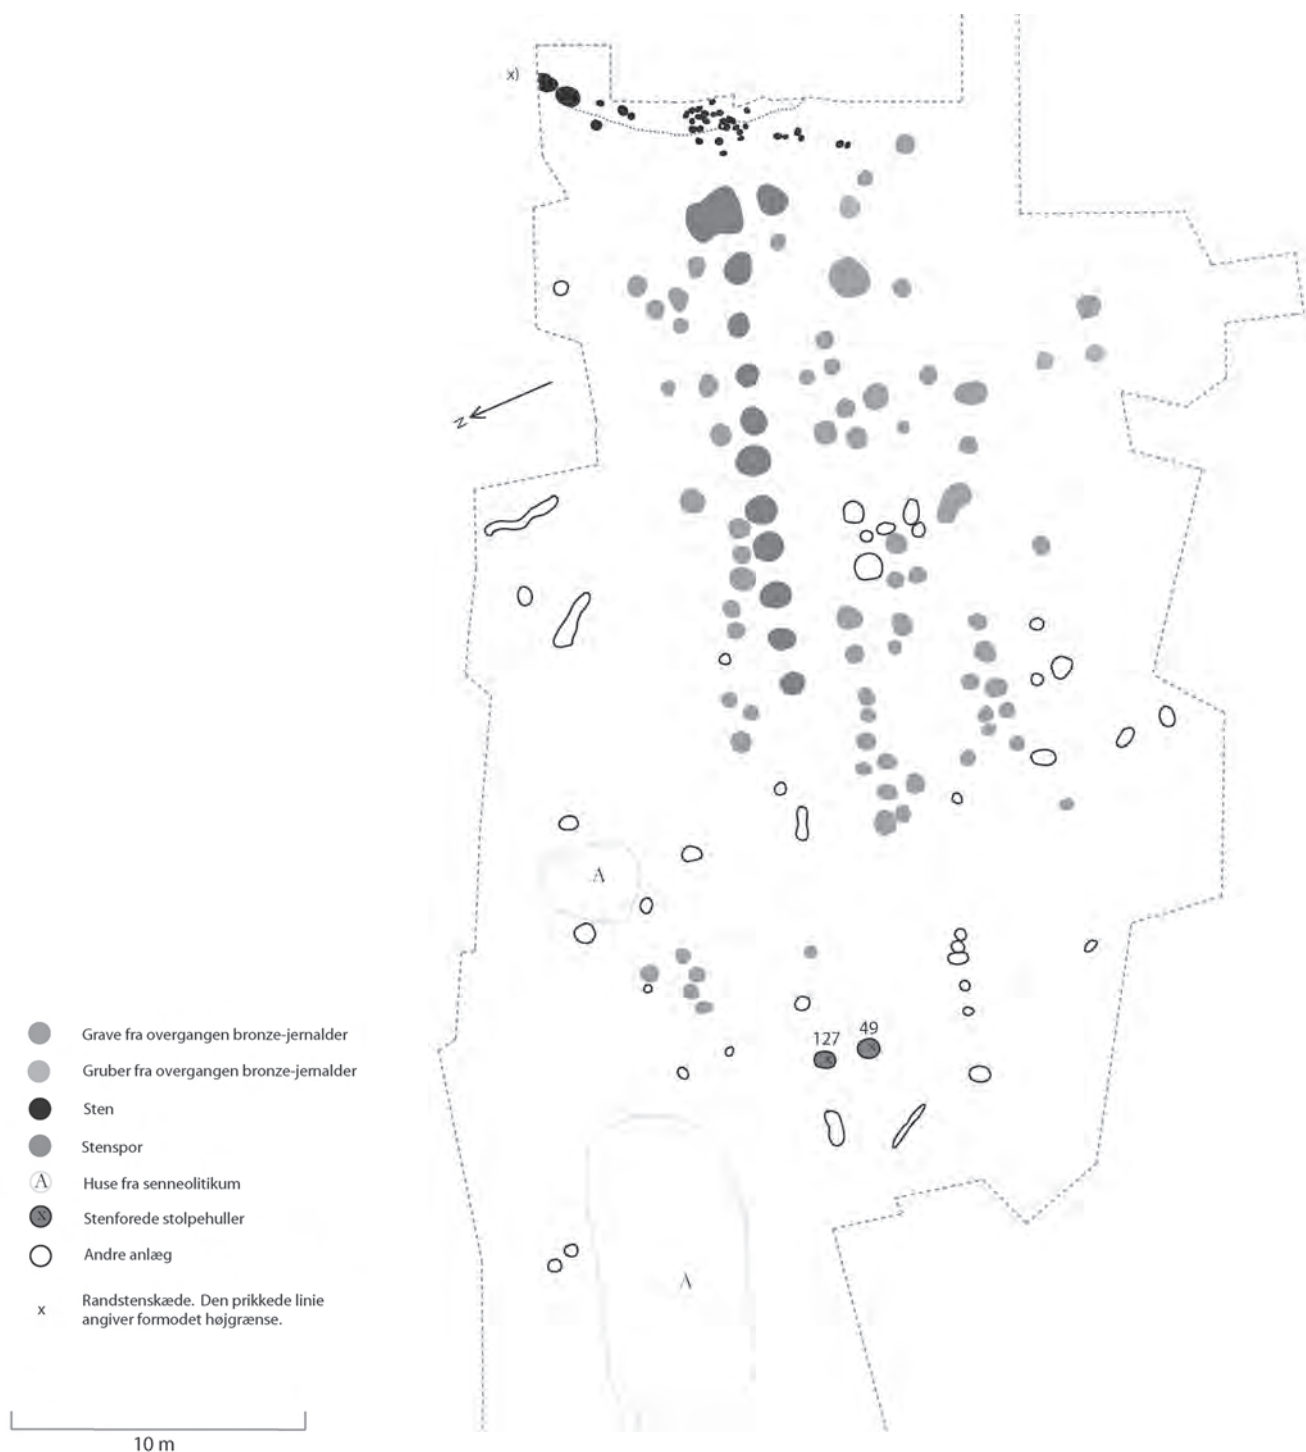 x)
N
A
127
49
A
Grave fra overgangen bronze-jernalder
Gruber fra overgangen bronze-jernalder
Sten
Stenspor
A Huse fra senneolitikum
x Stenforede stolpehuller
Andre anlæg
x Randstenskæde. Den prikkede linie
angiver formodet højgrænse.
10 m